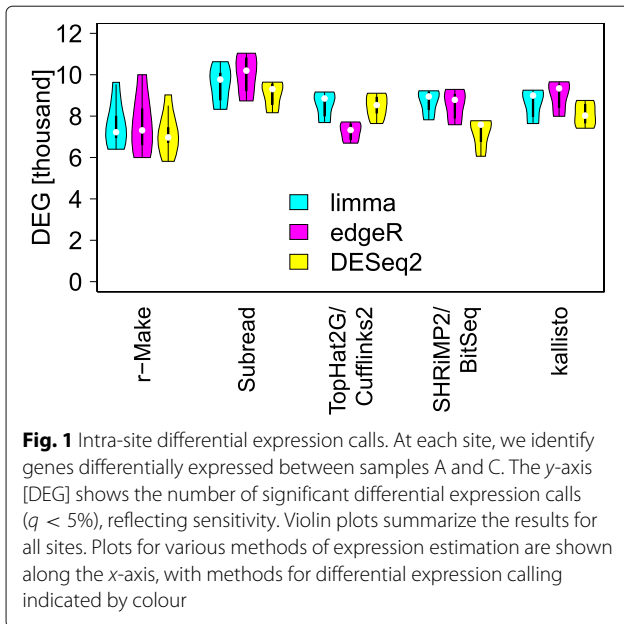 DEG [thousand]
12
10
8
6
4
2
0
limma
edgeR
DESeq2
r−Make
Subread
TopHat2G/
Cufflinks2
SHRiMP2/
BitSeq
kallisto
Fig. 1 Intra-site differential expression calls. At each site, we identify
genes differentially expressed between samples A and C. The y-axis
[DEG] shows the number of significant differential expression calls
(q < 5%), reflecting sensitivity. Violin plots summarize the results for
all sites. Plots for various methods of expression estimation are shown
along the x-axis, with methods for differential expression calling
indicated by colour